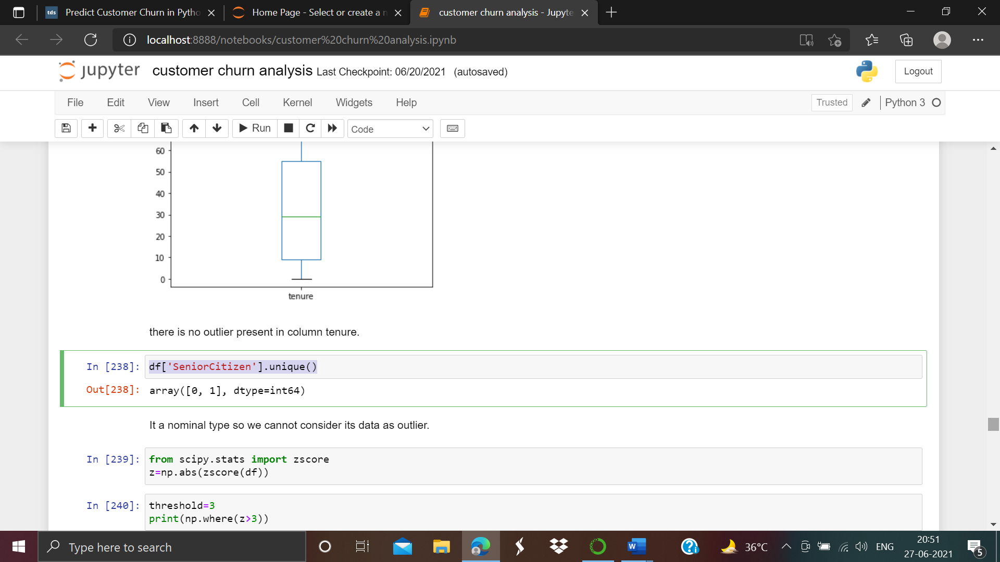 tds Predict Customer Churn in Pytho
Home Page - Select or create a n
customer churn analysis - Jupyte
localhost:8888/notebooks/customer%20churn%20analysis.ipynb
jupyter customer churn analysis Last Checkpoint: 06/20/2021 (autosaved)
Logout
File Edit View Insert Cell Kernel Widgets Help
Trusted Python 3
Run Code
60
50
40
30
20
10
0
tenure
there is no outlier present in column tenure.
In [238]: df['SeniorCitizen'].unique()
Out[238]: array([0, 1], dtype=int64)
It a nominal type so we cannot consider its data as outlier.
In [239]: from scipy.stats import zscore
z=np.abs(zscore(df))
In [240]: threshold=3
print(np.where(z>3))
Type here to search
W
36°C
ENG
20:51
27-06-2021
5